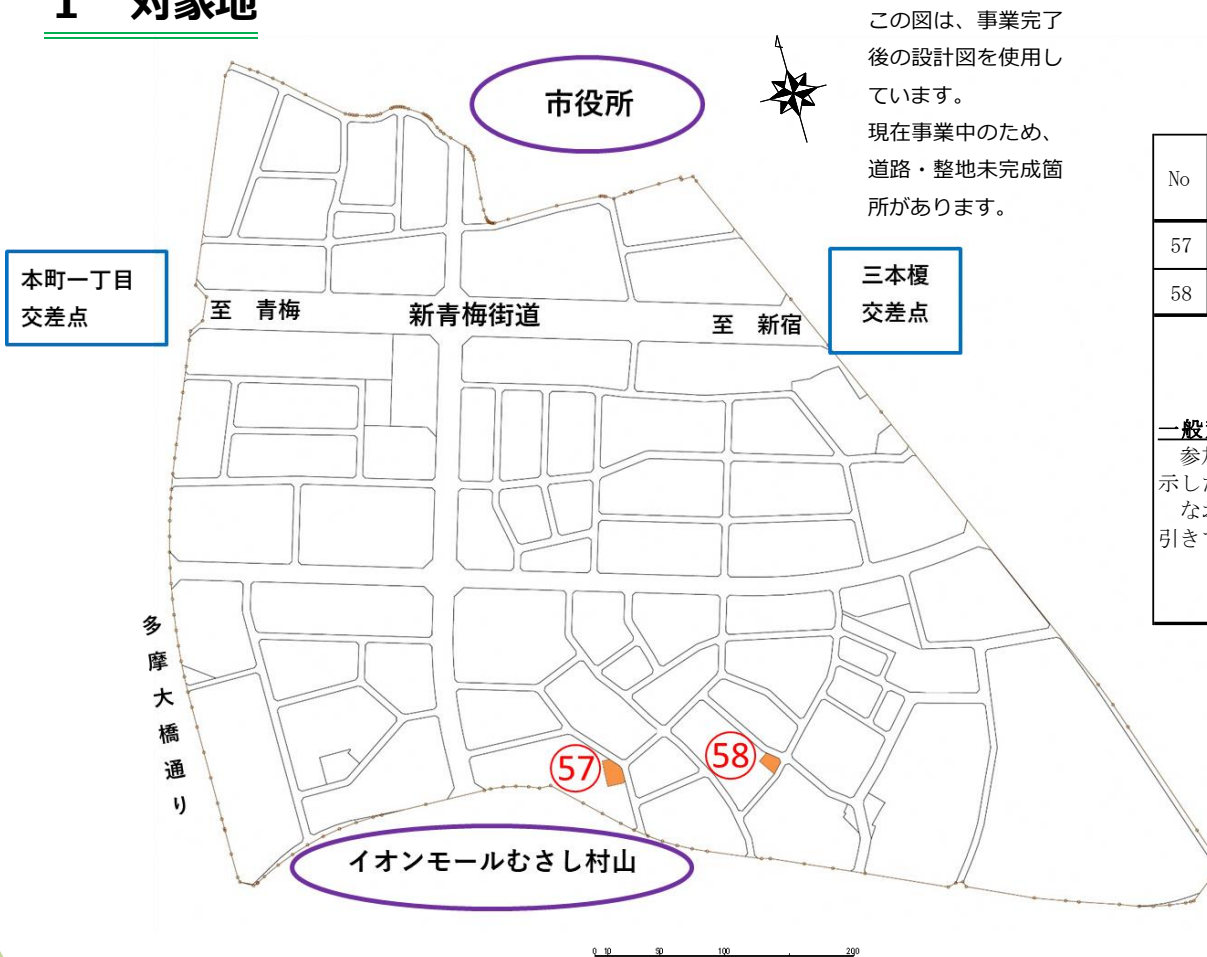 1 対象地
この図は、事業完了
後の設計図を使用し
ています。
現在事業中のため、
道路・整地未完成箇
所があります。
市役所
本町一丁目
交差点
至 青梅
新青梅街道
至 新宿
三本榎
交差点
多摩大橋通り
57
58
イオンモールむさし村山
0 10 50 100 200
No
57
58
一般
参
示した
な
引き